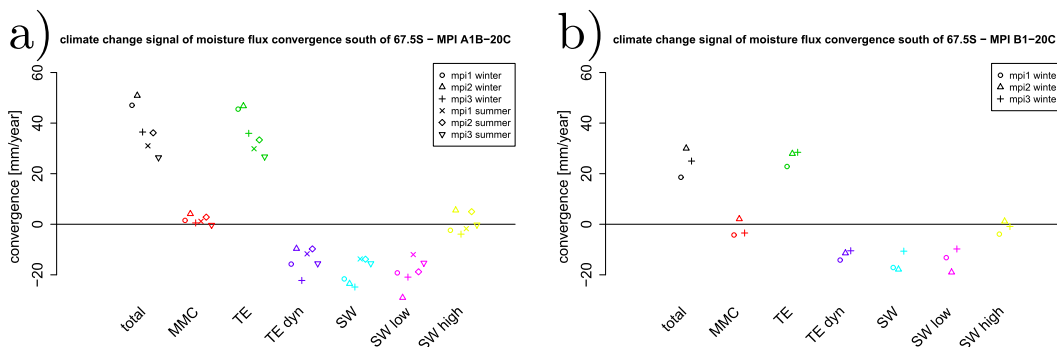 a) climate change signal of moisture flux convergence south of 67.5S − MPI A1B−20C
convergence [mm/year]
60
40
20
0
−20
mpi1 winter
mpi2 winter
mpi3 winter
mpi1 summer
mpi2 summer
mpi3 summer
total
MMC
TE
TE dyn
SW
SW low
SW high
b) climate change signal of moisture flux convergence south of 67.5S − MPI B1−20C
convergence [mm/year]
60
40
20
0
−20
mpi1 winte
mpi2 winte
mpi3 winte
total
MMC
TE
TE dyn
SW
SW low
SW high